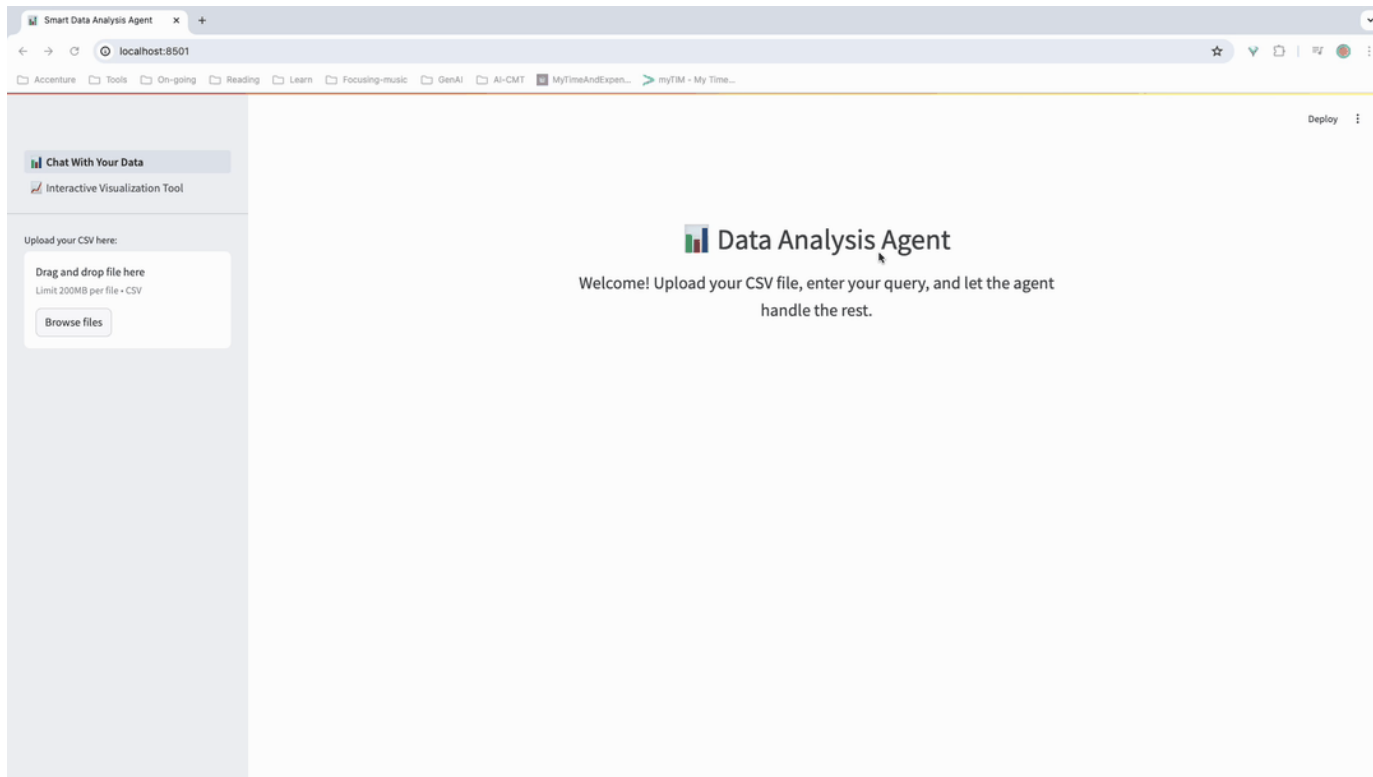 Smart Data Analysis Agent
localhost:8501
Accenture Tools On-going Reading Learn Focusing-music GenAI AI-CMT MyTimeAndExpen... myTIM - My Time...
Deploy
Chat With Your Data
Interactive Visualization Tool
Upload your CSV here:
Drag and drop file here
Limit 200MB per file • CSV
Browse files
Data Analysis Agent
Welcome! Upload your CSV file, enter your query, and let the agent
handle the rest.